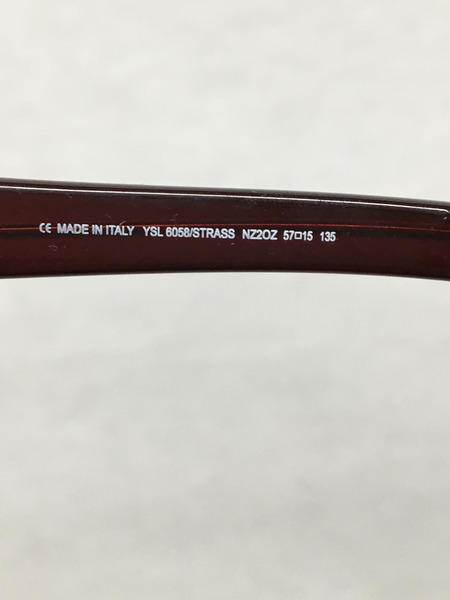 CE MADE IN ITALY YSL 6058/STRASS NZ2OZ 57□15 135